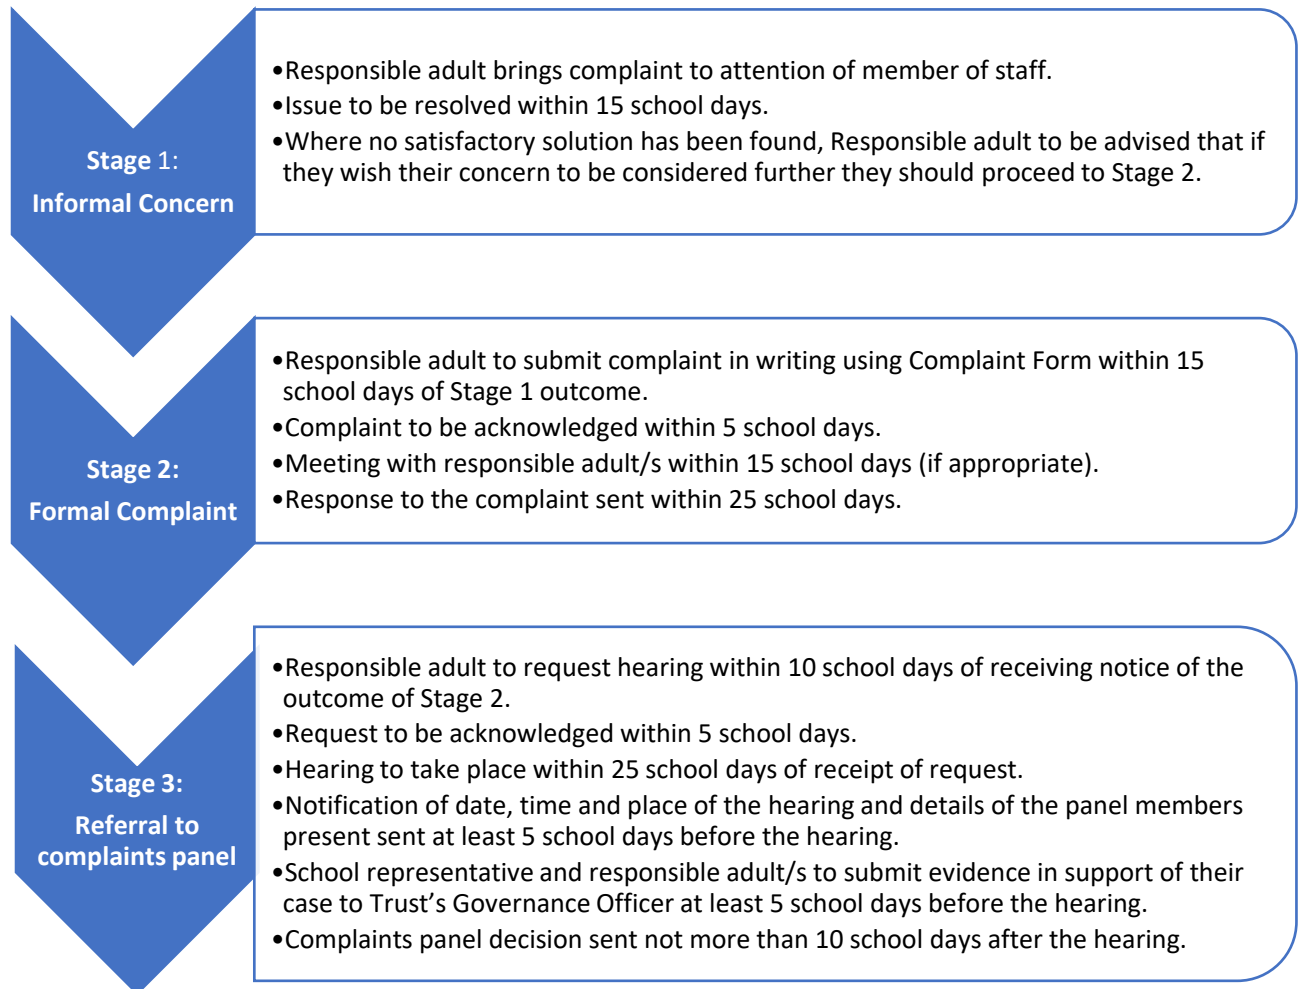 Stage 1:
Informal Concern
•Responsible adult brings complaint to attention of member of staff.
•Issue to be resolved within 15 school days.
•Where no satisfactory solution has been found, Responsible adult to be advised that if
they wish their concern to be considered further they should proceed to Stage 2.
Stage 2:
Formal Complaint
•Responsible adult to submit complaint in writing using Complaint Form within 15
school days of Stage 1 outcome.
•Complaint to be acknowledged within 5 school days.
•Meeting with responsible adult/s within 15 school days (if appropriate).
•Response to the complaint sent within 25 school days.
Stage 3:
Referral to
complaints panel
•Responsible adult to request hearing within 10 school days of receiving notice of the
outcome of Stage 2.
•Request to be acknowledged within 5 school days.
•Hearing to take place within 25 school days of receipt of request.
•Notification of date, time and place of the hearing and details of the panel members
present sent at least 5 school days before the hearing.
•School representative and responsible adult/s to submit evidence in support of their
case to Trust’s Governance Officer at least 5 school days before the hearing.
•Complaints panel decision sent not more than 10 school days after the hearing.